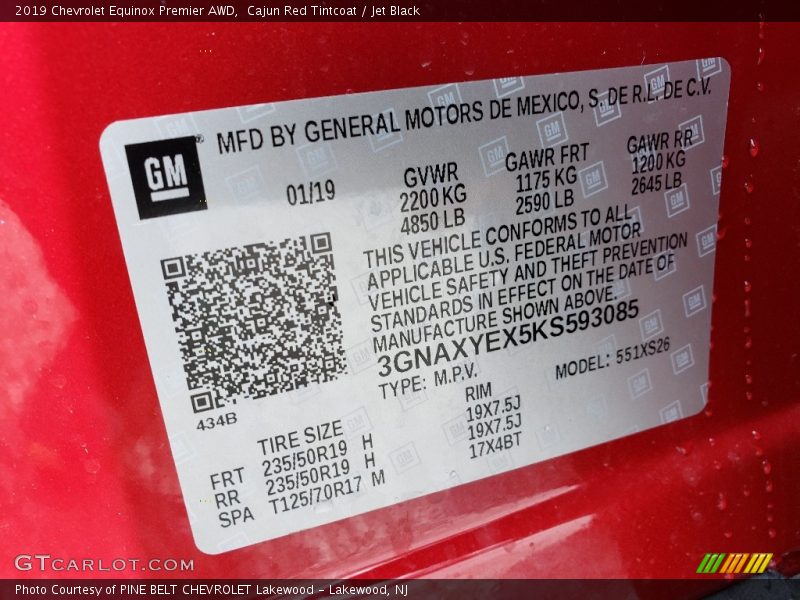 2019 Chevrolet Equinox Premier AWD,  Cajun Red Tintcoat / Jet Black
MFD BY GENERAL MOTORS DE MEXICO, S. DE R.L. DE C.V.
GM®
01/19
GVWR
2200 KG
4850 LB
GAWR FRT
1175 KG
2590 LB
GAWR RR
1200 KG
2645 LB
THIS VEHICLE CONFORMS TO ALL
APPLICABLE U.S. FEDERAL MOTOR
VEHICLE SAFETY AND THEFT PREVENTION
STANDARDS IN EFFECT ON THE DATE OF
MANUFACTURE SHOWN ABOVE.
3GNAXYEX5KS593085
TYPE: M.P.V.
MODEL: 551XS26
434B
TIRE SIZE
RIM
FRT 235/50R19 H 19X7.5J
RR 235/50R19 H 19X7.5J
SPA T125/70R17 M 17X4BT
GTCARLOT.COM
Photo Courtesy of PINE BELT CHEVROLET Lakewood - Lakewood, NJ